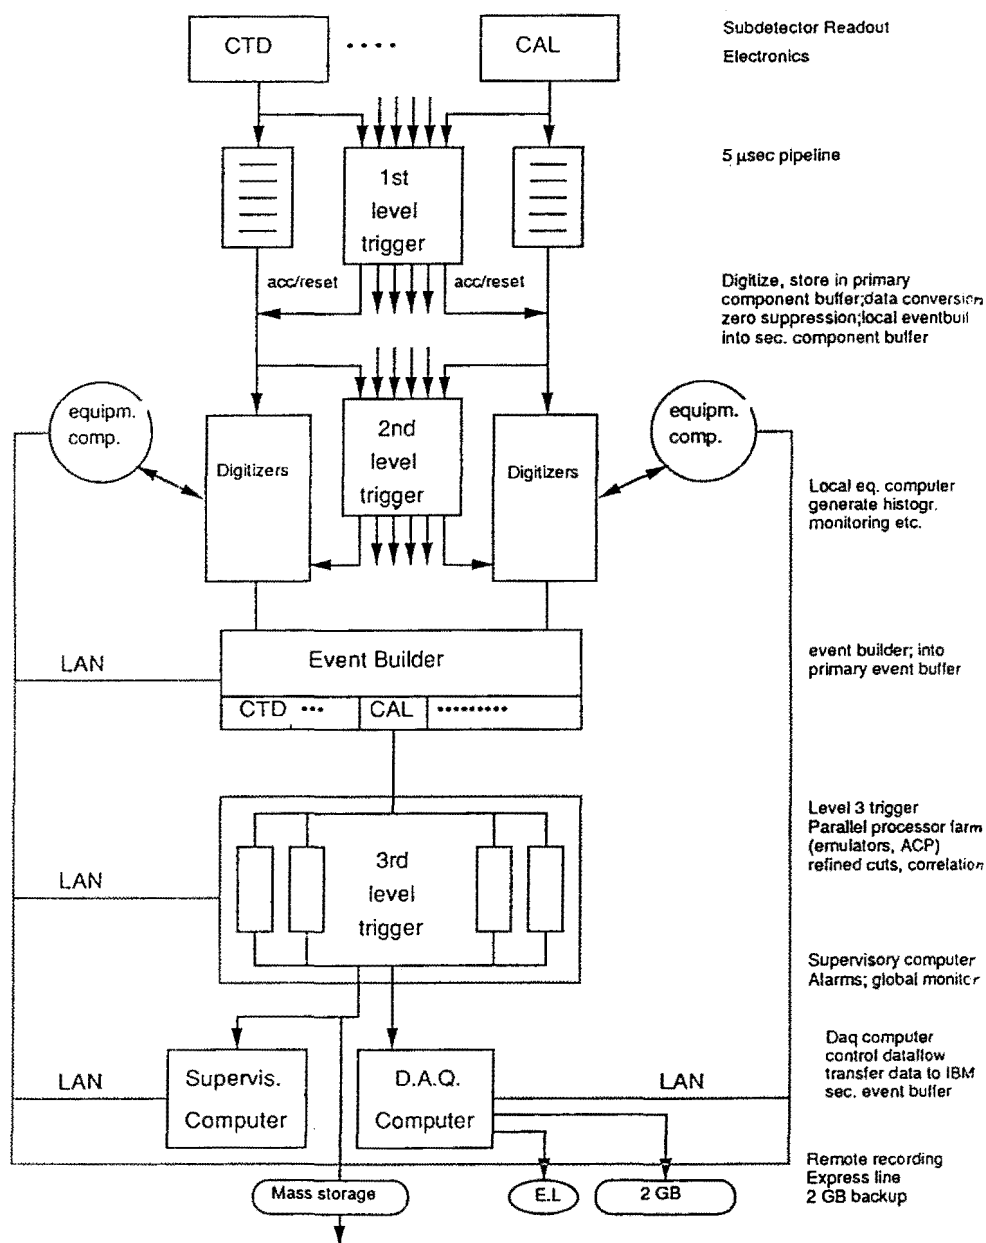 CTD
CAL
Subdetector Readout
Electronics
5 µsec pipeline
1st
level
trigger
acc/reset
acc/reset
Digitize, store in primary
component buffer;data conversion
zero suppression;local eventbuil
into sec. component buffer
equipm.
comp.
Digitizers
2nd
level
trigger
Digitizers
equipm.
comp.
Local eq. computer
generate histogr.
monitoring etc.
LAN
Event Builder
CTD ...
CAL .........
event builder; into
primary event buffer
LAN
3rd
level
trigger
Level 3 trigger
Parallel processor farm
(emulators, ACP)
refined cuts, correlation
Supervisory computer
Alarms; global monitor
LAN
Supervis.
Computer
D.A.Q.
Computer
LAN
Daq computer
control dataflow
transfer data to IBM
sec. event buffer
Mass storage
E.L
2 GB
Remote recording
Express line
2 GB backup